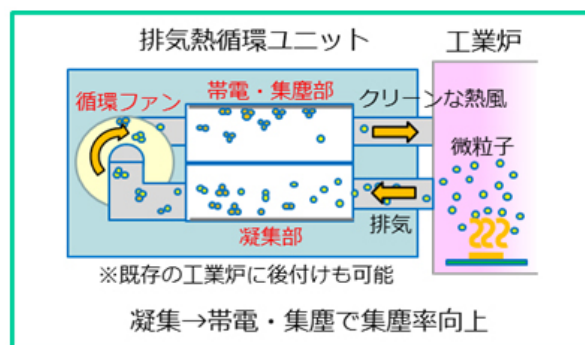 排気熱循環ユニット
工業炉
帯電・集塵部
循環ファン
クリーンな熱風
微粒子
排気
凝集部
※既存の工業炉に後付けも可能
凝集→帯電・集塵で集塵率向上